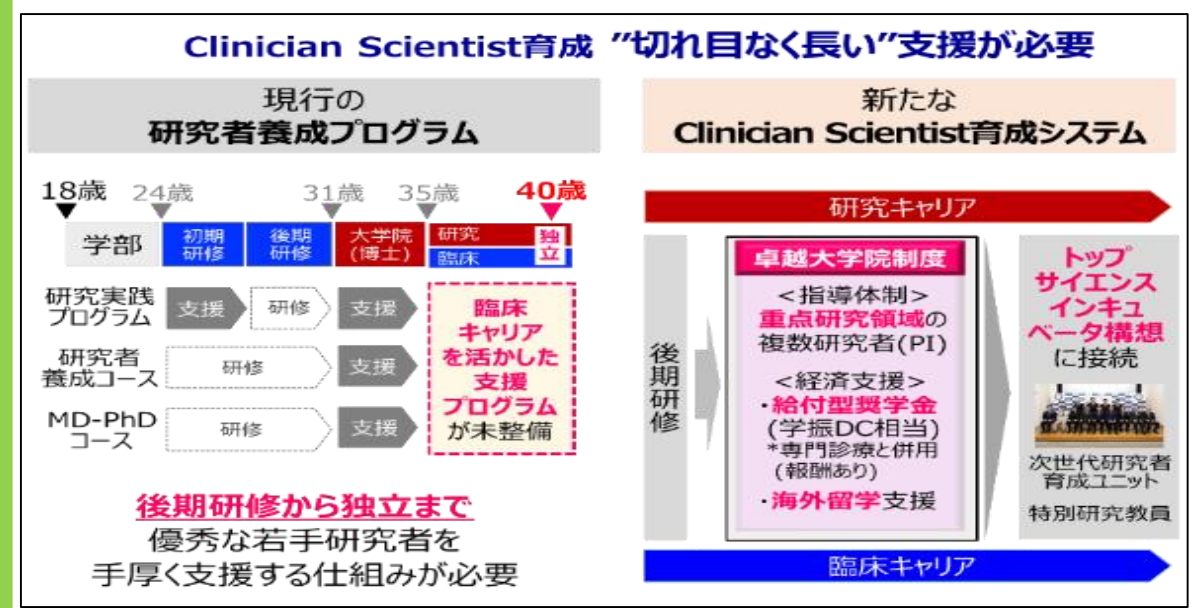 Clinician Scientist育成 ”切れ目なく長い”支援が必要
現行の
研究者養成プログラム
18歳 24歳 31歳 35歳 40歳
学部
初期
研修
後期
研修
大学院
(博士)
研究
臨床
独
立
研究実践
プログラム
支援
研修
支援
研究者
養成コース
研修
支援
MD-PhD
コース
研修
支援
臨床
キャリア
を活かした
支援
プログラム
が未整備
後期研修から独立まで
優秀な若手研究者を
手厚く支援する仕組みが必要
新たな
Clinician Scientist育成システム
研究キャリア
後期研修
卓越大学院制度
<指導体制>
重点研究領域の
複数研究者(PI)
<経済支援>
・給付型奨学金
(学振DC相当)
*専門診療と併用
(報酬あり)
・海外留学支援
トップ
サイエンス
インキュ
ベータ構想
に接続
次世代研究者
育成ユニット
特別研究教員
臨床キャリア